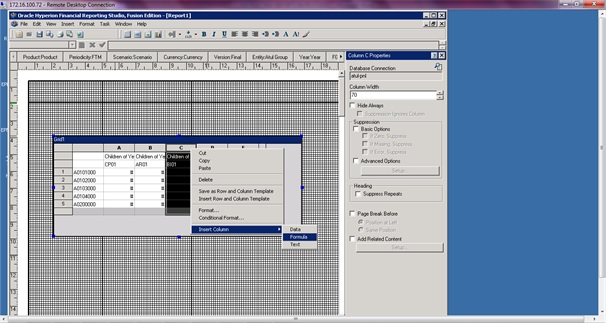 172.16.100.72 - Remote Desktop Connection
Oracle Hyperion Financial Reporting Studio, Fusion Edition - [Report1]
File Edit View Insert Format Task Window Help
Product:Product Periodicity:FTM Scenario:Scenario Currency:Currency Version:Final Entity:Atul Group Year:Year
Column C Properties
Database Connection
atul-pnl
Column Width
70
Hide Always
Suppression Ignores Column
Suppression
Basic Options
If Zero, Suppress
If Missing, Suppress
If Error, Suppress
Advanced Options
Setup...
Heading
Suppress Repeats
Page Break Before
Position at Left
Same Position
Add Related Content
Setup...
Grid1
A B C D E
Children of Ye Children of Ye Children of
CP01 AR01 BI01
1 A0101000 # #
2 A0102000 # #
3 A0103000 # #
4 A0104000 # #
5 A0200000 # #
Cut
Copy
Paste
Delete
Save as Row and Column Template
Insert Row and Column Template
Format...
Conditional Format...
Insert Column
Data
Formula
Text